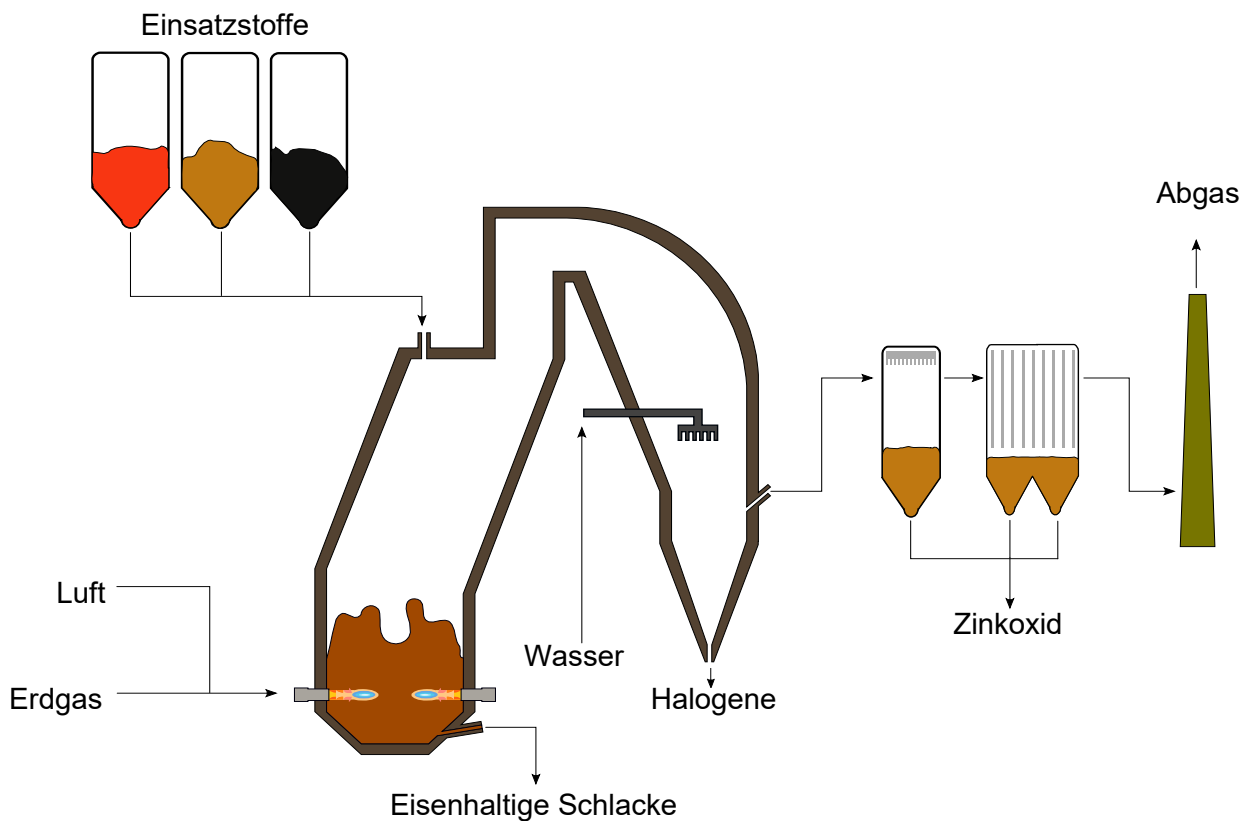 Einsatzstoffe
Abgas
Luft
Zinkoxid
Wasser
Erdgas
Halogene
Eisenhaltige Schlacke